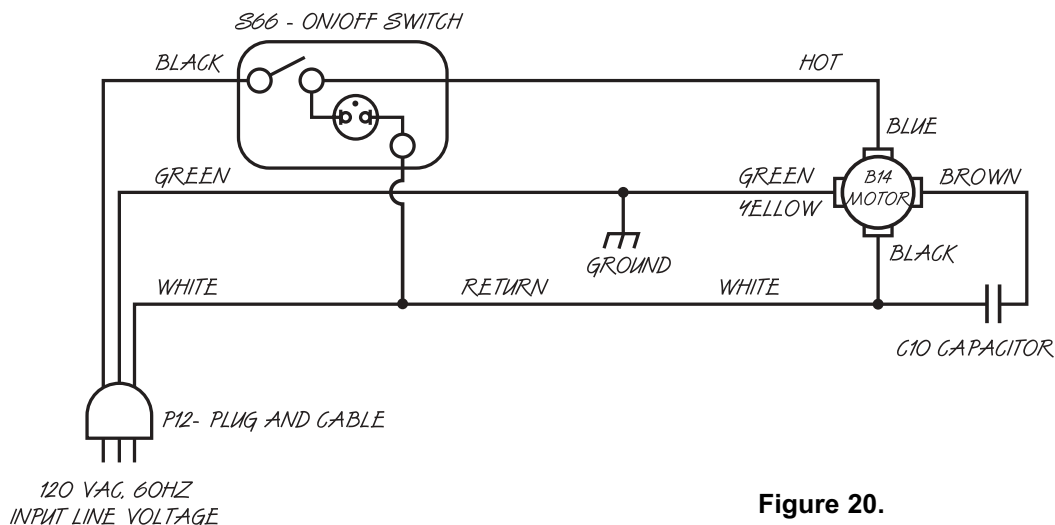 S66 - ON/OFF SWITCH
BLACK
HOT
BLUE
GREEN
GREEN
YELLOW
B14
MOTOR
BROWN
GROUND
BLACK
WHITE
RETURN
WHITE
C10 CAPACITOR
P12- PLUG AND CABLE
120 VAC, 60HZ
INPUT LINE VOLTAGE
Figure 20.